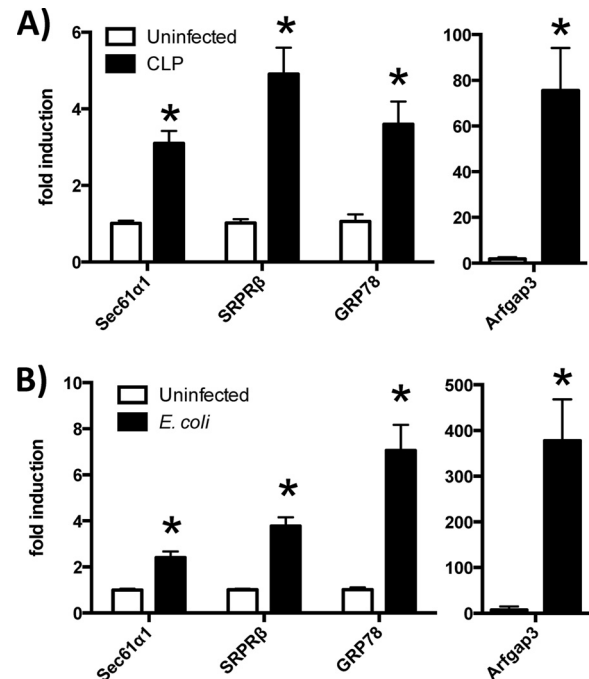 A)
Uninfected
CLP
fold induction
6
4
2
0
*
*
*
Sec61α1
SRPRβ
GRP78
100
80
60
40
20
0
*
Arfgap3
B)
Uninfected
E. coli
fold induction
10
8
6
4
2
0
*
*
*
Sec61α1
SRPRβ
GRP78
500
400
300
200
100
0
*
Arfgap3